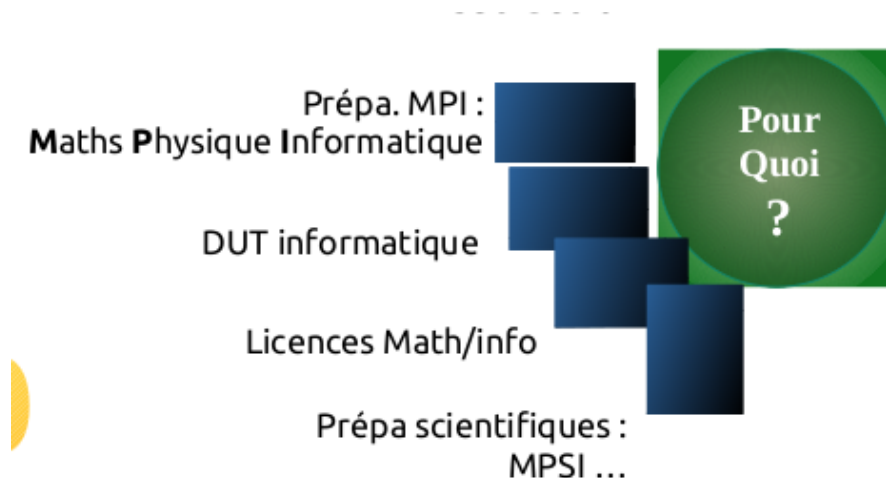 Prépa. MPI :
Maths Physique Informatique
DUT informatique
Licences Math/info
Prépa scientifiques :
MPSI ...
Pour
Quoi
?